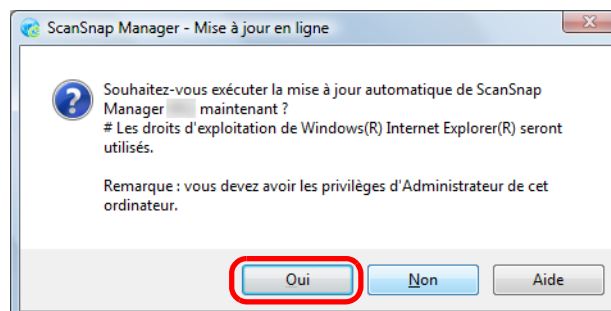 ScanSnap Manager - Mise à jour en ligne
Souhaitez-vous exécuter la mise à jour automatique de ScanSnap
Manager maintenant ?
# Les droits d'exploitation de Windows(R) Internet Explorer(R) seront
utilisés.
Remarque : vous devez avoir les privilèges d'Administrateur de cet
ordinateur.
Oui Non Aide